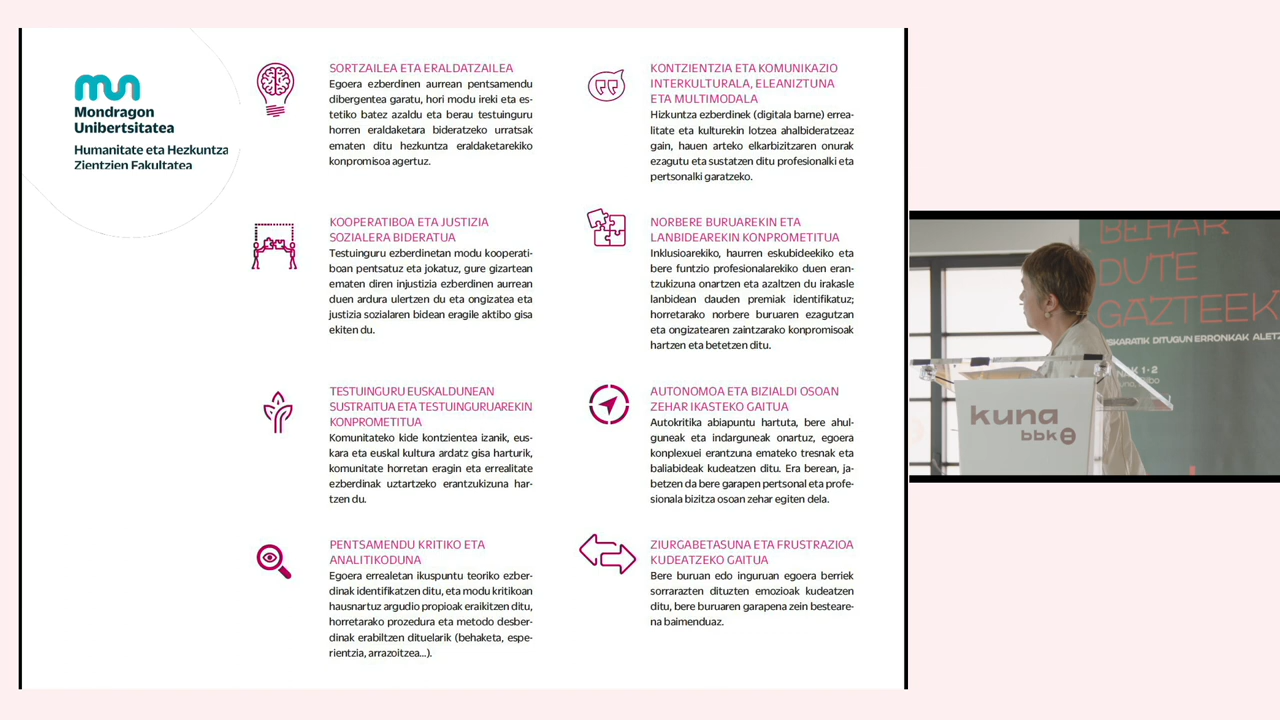 Mondragon
Unibertsitatea
Humanitate eta Hezkuntza
Zientzien Fakultatea
SORTZAILEA ETA ERALDATZAILEA
Egoera ezberdinen aurrean pentsamendu
dibergentea garatu, hori modu ireki eta es-
tetiko batez azaldu eta berau testuinguru
horren eraldaketara bideratzeko urratsak
ematen ditu hezkuntza eraldaketarekiko
konpromisoa agertuz.
KOOPERATIBOA ETA JUSTIZIA
SOZIALERA BIDERATUA
Testuinguru ezberdinetan modu kooperati-
boan pentsatuz eta jokatuz, gure gizartean
ematen diren injustizia ezberdinen aurrean
duen ardura ulertzen du eta ongizatea eta
justizia sozialaren bidean eragile aktibo gisa
ekiten du.
TESTUINGURU EUSKALDUNEAN
SUSTRAITUA ETA TESTUINGURUAREKIN
KONPROMETITUA
Komunitateko kide kontzientea izanik, eus-
kara eta euskal kultura ardatz gisa harturik,
komunitate horretan eragin eta errealitate
ezberdinak uztartzeko erantzukizuna har-
tzen du.
PENTSAMENDU KRITIKO ETA
ANALITIKODUNA
Egoera errealetan ikuspuntu teoriko ezber-
dinak identifikatzen ditu, eta modu kritikoan
hausnartuz argudio propioak eraikitzen ditu,
horretarako prozedura eta metodo desber-
dinak erabiltzen dituelarik (behaketa, espe-
rientzia, arrazoitzea...).
KONTZIENTZIA ETA KOMUNIKAZIO
INTERKULTURALA, ELEANIZTUNA
ETA MULTIMODALA
Hizkuntza ezberdinek (digitala barne) errea-
litate eta kulturekin lotzea ahalbideratzeaz
gain, hauen arteko elkarbizitzaren onurak
ezagutu eta sustatzen ditu profesionalki eta
pertsonalki garatzeko.
NORBERE BURUAREKIN ETA
LANBIDEAREKIN KONPROMETITUA
Inklusioarekiko, haurren eskubideekiko eta
bere funtzio profesionalarekiko duen eran-
tzukizuna onartzen eta azaltzen du irakasle
lanbidean dauden premiak identifikatuz;
horretarako norbere buruaren ezagutzan
eta ongizatearen zaintzarako konpromisoak
hartzen eta betetzen ditu.
AUTONOMOA ETA BIZIALDI OSOAN
ZEHAR IKASTEKO GAITUA
Autokritika abiapuntu hartuta, bere ahul-
guneak eta indarguneak onartuz, egoera
konplexuei erantzuna emateko tresnak eta
baliabideak kudeatzen ditu. Era berean, ja-
betzen da bere garapen pertsonal eta profe-
sionala bizitza osoan zehar egiten dela.
ZIURGABETASUNA ETA FRUSTRAZIOA
KUDEATZEKO GAITUA
Bere buruan edo inguruan egoera berriek
sorrarazten dituzten emozioak kudeatzen
ditu, bere buruaren garapena zein besteare-
na baimenduaz.
BEHAR
DUTE
GAZTEEK
SKARATIK DITUGUN ERRONKAK ALETZ
1·2
kuna
bbk